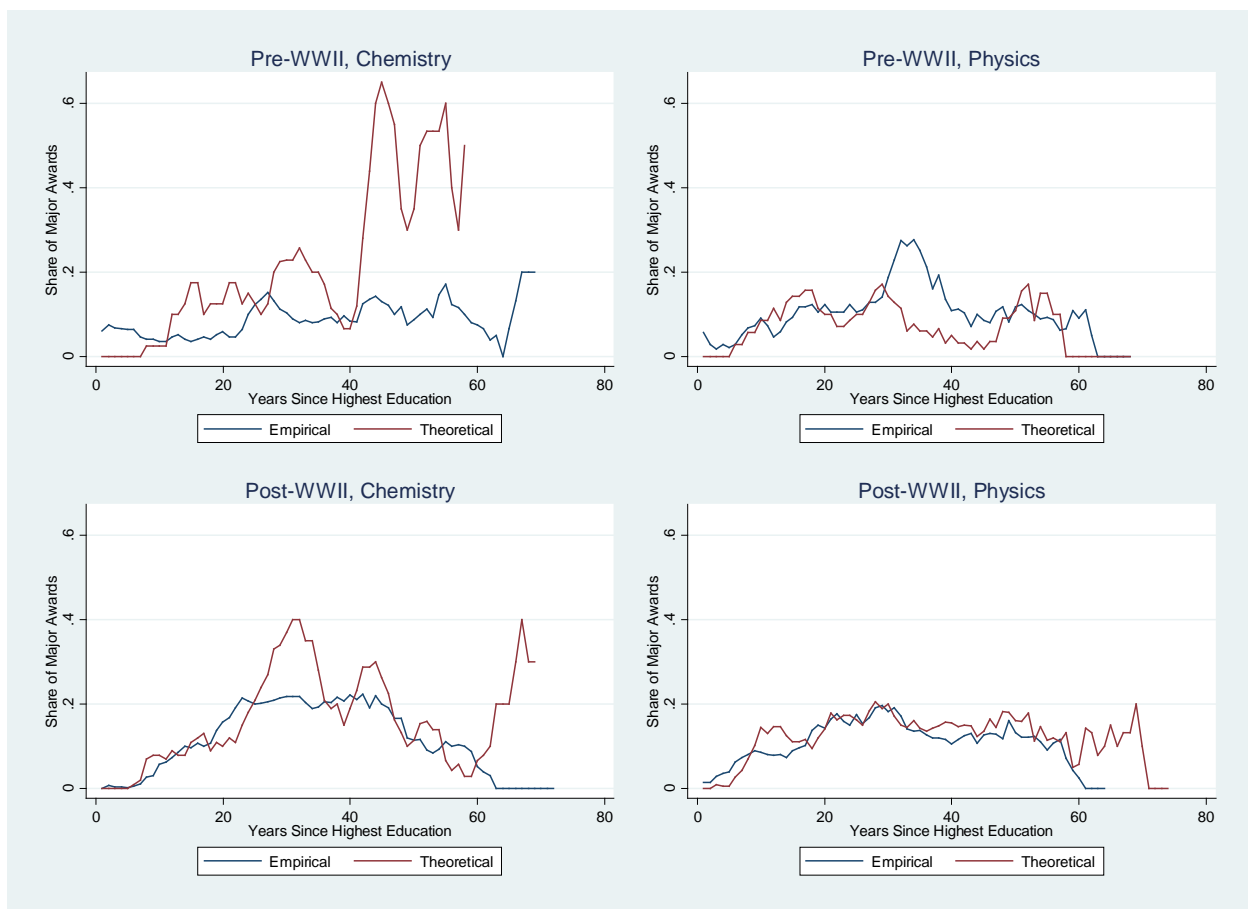 Pre-WWII, Chemistry
Share of Major Awards
.6
.4
.2
0
0 20 40 60 80
Years Since Highest Education
Empirical Theoretical
Pre-WWII, Physics
Share of Major Awards
.6
.4
.2
0
0 20 40 60 80
Years Since Highest Education
Empirical Theoretical
Post-WWII, Chemistry
Share of Major Awards
.6
.4
.2
0
0 20 40 60 80
Years Since Highest Education
Empirical Theoretical
Post-WWII, Physics
Share of Major Awards
.6
.4
.2
0
0 20 40 60 80
Years Since Highest Education
Empirical Theoretical